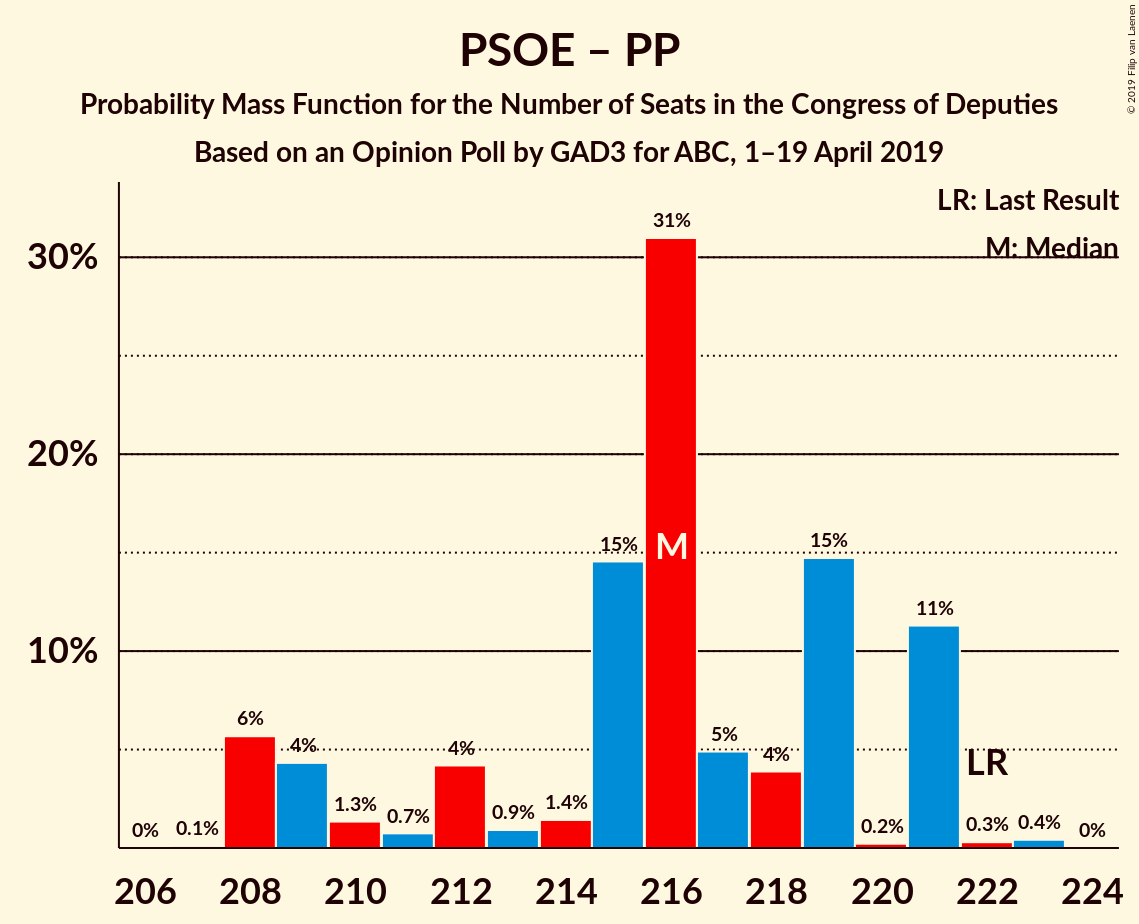 PSOE – PP
Probability Mass Function for the Number of Seats in the Congress of Deputies
Based on an Opinion Poll by GAD3 for ABC, 1–19 April 2019
© 2019 Filip van Laenen
LR: Last Result
M: Median
30%
20%
10%
0%
0.1%
6%
4%
1.3%
0.7%
4%
0.9%
1.4%
15%
31%
M
5%
4%
15%
0.2%
11%
LR
0.3%
0.4%
0%
206 208 210 212 214 216 218 220 222 224